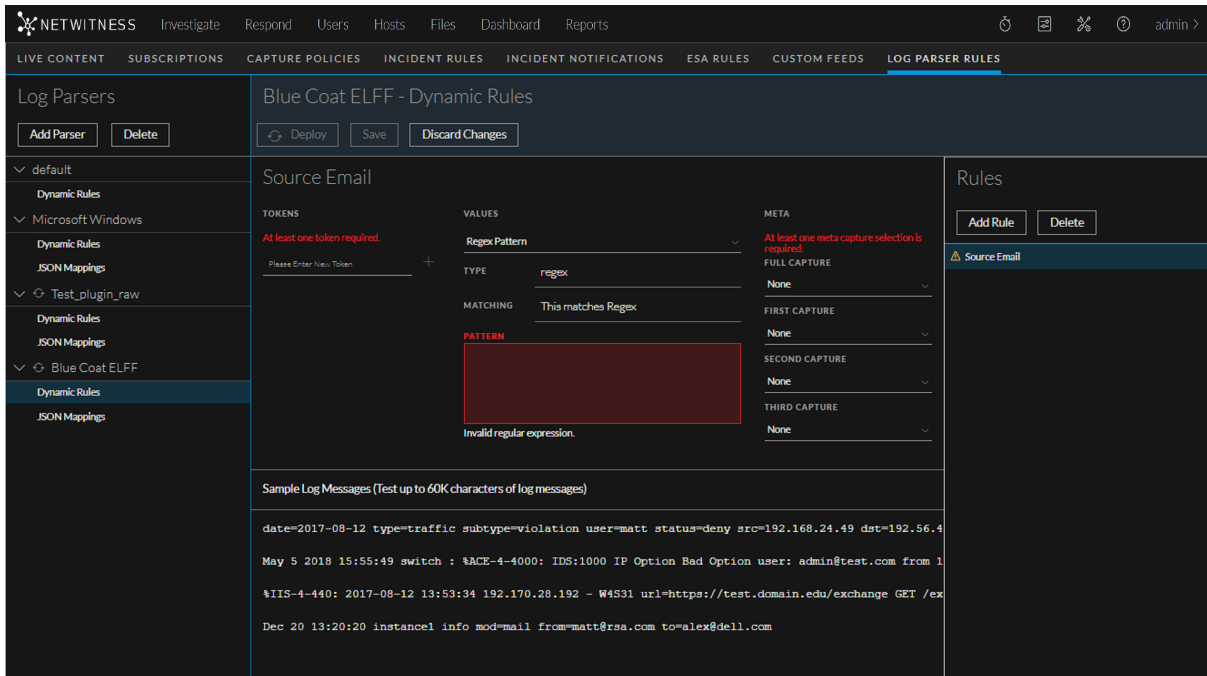 NETWITNESS Investigate Respond Users Hosts Files Dashboard Reports admin
LIVE CONTENT SUBSCRIPTIONS CAPTURE POLICIES INCIDENT RULES INCIDENT NOTIFICATIONS ESA RULES CUSTOM FEEDS LOG PARSER RULES
Log Parsers
Add Parser Delete
default
Dynamic Rules
Microsoft Windows
Dynamic Rules
JSON Mappings
Test_plugin_raw
Dynamic Rules
JSON Mappings
Blue Coat ELFF
Dynamic Rules
JSON Mappings
Blue Coat ELFF - Dynamic Rules
Deploy Save Discard Changes
Source Email
TOKENS
At least one token required.
Please Enter New Token
VALUES
Regex Pattern
TYPE regex
MATCHING This matches Regex
PATTERN
Invalid regular expression.
META
At least one meta capture selection is
required.
FULL CAPTURE
None
FIRST CAPTURE
None
SECOND CAPTURE
None
THIRD CAPTURE
None
Sample Log Messages (Test up to 60K characters of log messages)
date=2017-08-12 type=traffic subtype=violation user=matt status=deny src=192.168.24.49 dst=192.56.4
May 5 2018 15:55:49 switch : %ACE-4-4000: IDS:1000 IP Option Bad Option user: admin@test.com from 1
%IIS-4-440: 2017-08-12 13:53:34 192.170.28.192 - W4S31 url=https://test.domain.edu/exchange GET /ex
Dec 20 13:20:20 instance1 info mod=mail from=matt@rsa.com to=alex@dell.com
Rules
Add Rule Delete
Source Email